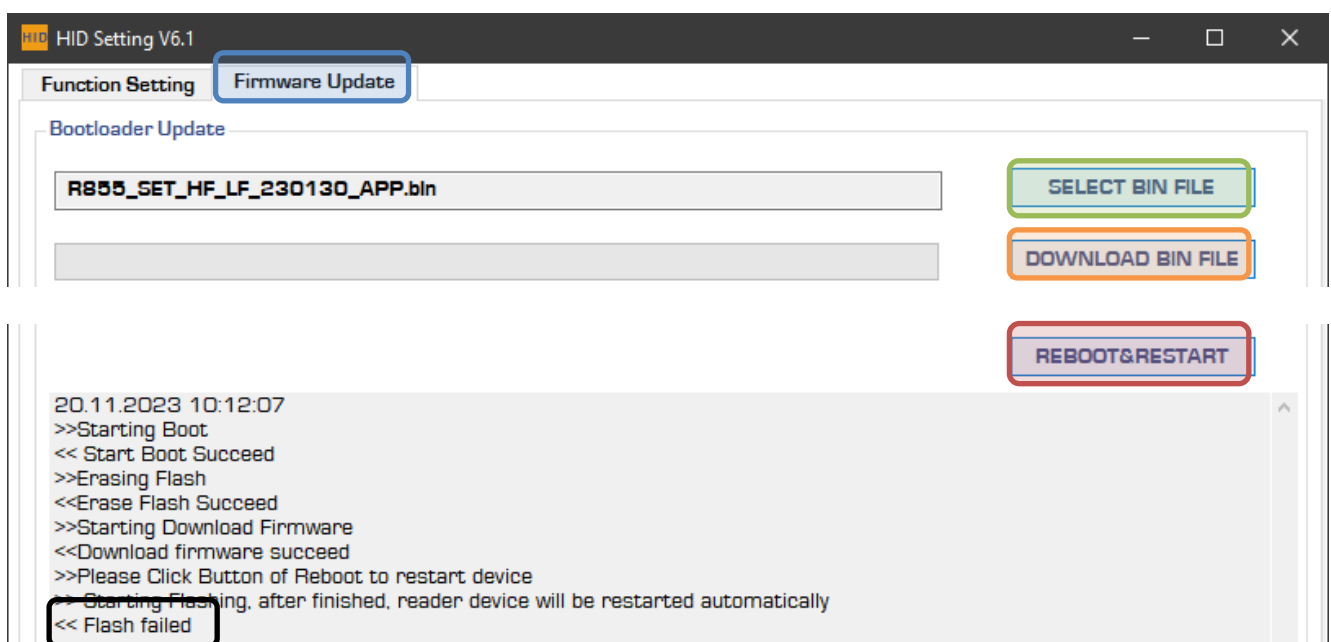 HID HID Setting V6.1
Function Setting Firmware Update
Bootloader Update
R855_SET_HF_LF_230130_APP.bin SELECT BIN FILE
DOWNLOAD BIN FILE
REBOOT&RESTART
20.11.2023 10:12:07
>>Starting Boot
<< Start Boot Succeed
>>Erasing Flash
<<Erase Flash Succeed
>>Starting Download Firmware
<<Download firmware succeed
>>Please Click Button of Reboot to restart device
>> Starting Flashing, after finished, reader device will be restarted automatically
<< Flash failed